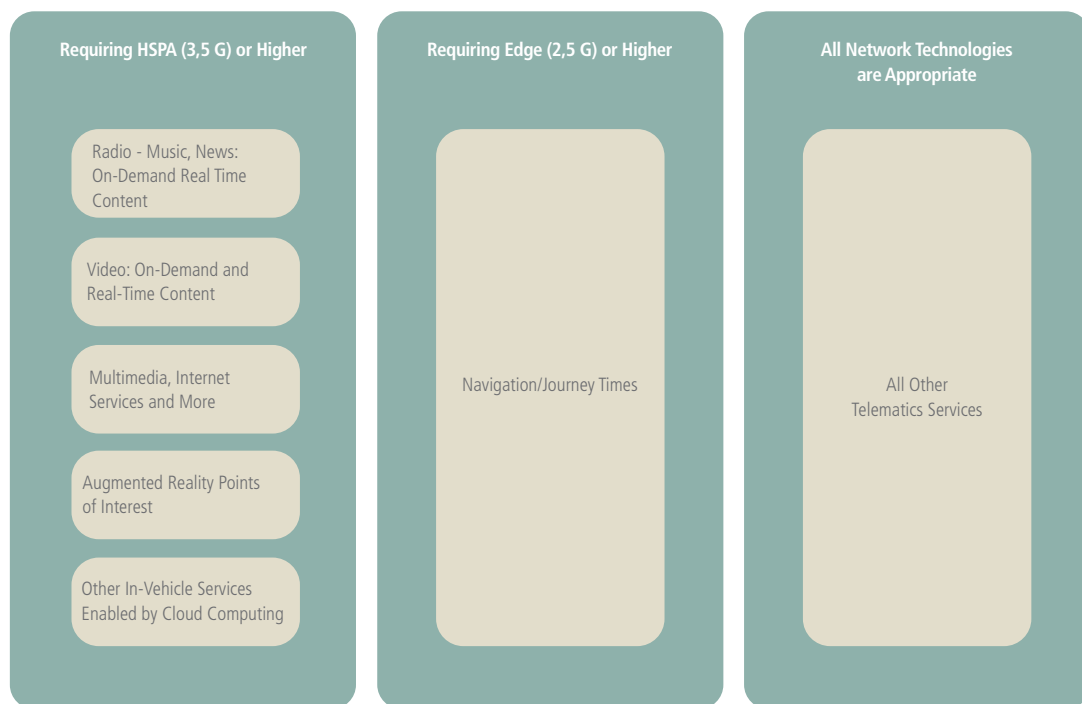 Requiring HSPA (3,5 G) or Higher
Radio - Music, News:
On-Demand Real Time
Content
Video: On-Demand and
Real-Time Content
Multimedia, Internet
Services and More
Augmented Reality Points
of Interest
Other In-Vehicle Services
Enabled by Cloud Computing
Requiring Edge (2,5 G) or Higher
Navigation/Journey Times
All Network Technologies
are Appropriate
All Other
Telematics Services